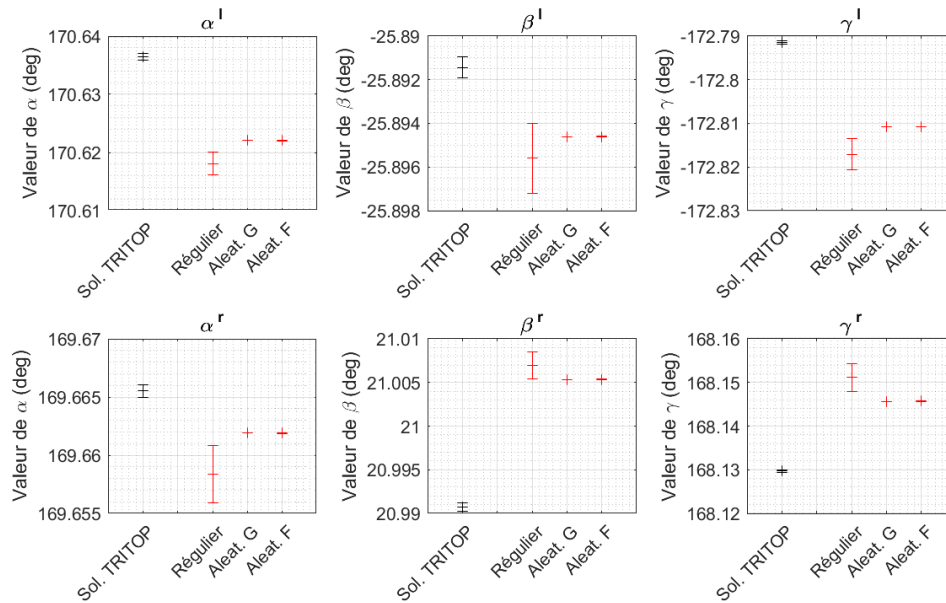 α l
Valeur de α (deg)
170.64
170.63
170.62
170.61
Sol. TRITOP
Régulier
Aleat. G
Aleat. F
β l
Valeur de β (deg)
-25.89
-25.892
-25.894
-25.896
-25.898
Sol. TRITOP
Régulier
Aleat. G
Aleat. F
γ l
Valeur de γ (deg)
-172.79
-172.8
-172.81
-172.82
-172.83
Sol. TRITOP
Régulier
Aleat. G
Aleat. F
α r
Valeur de α (deg)
169.67
169.665
169.66
169.655
Sol. TRITOP
Régulier
Aleat. G
Aleat. F
β r
Valeur de β (deg)
21.01
21.005
21
20.995
20.99
Sol. TRITOP
Régulier
Aleat. G
Aleat. F
γ r
Valeur de γ (deg)
168.16
168.15
168.14
168.13
168.12
Sol. TRITOP
Régulier
Aleat. G
Aleat. F